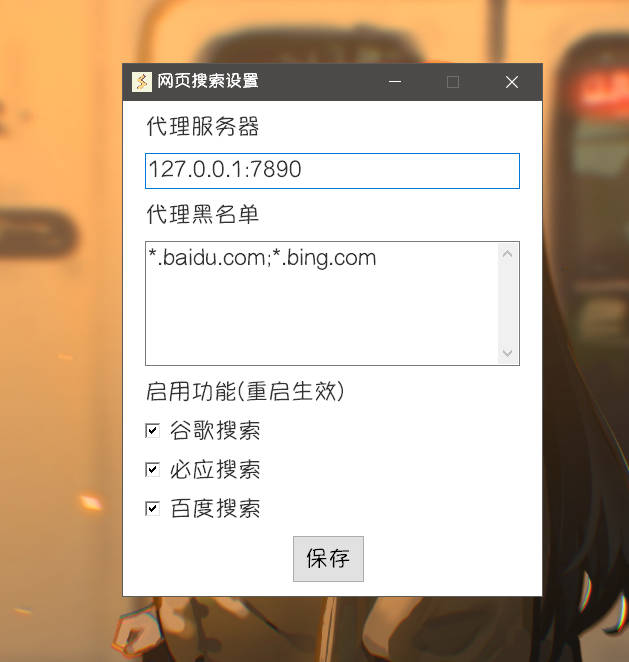 网页搜索设置
代理服务器
127.0.0.1:7890
代理黑名单
*.baidu.com;*.bing.com
启用功能(重启生效)
谷歌搜索
必应搜索
百度搜索
保存